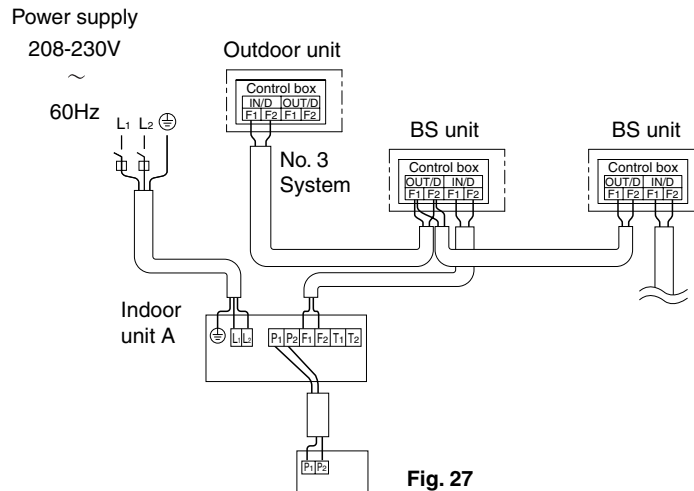 Power supply
208-230V
~
60Hz
L1 L2
Outdoor unit
Control box
IN/D OUT/D
F1 F2 F1 F2
No. 3
System
BS unit
Control box
OUT/D IN/D
F1 F2 F1 F2
BS unit
Control box
OUT/D IN/D
F1 F2 F1 F2
Indoor
unit A
L1 L2
P1 P2 F1 F2 T1 T2
P1 P2
Fig. 27